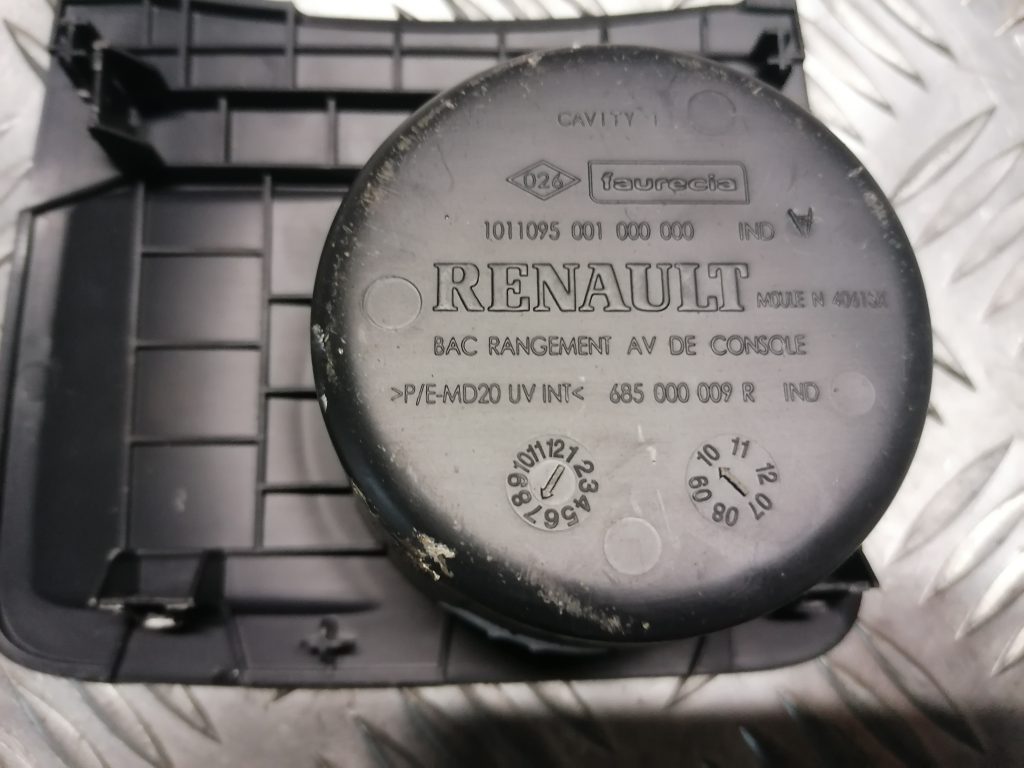 CAVITY 1
026 faurecia
1011095 001 000 000 IND A
RENAULT MOULE N
BAC RANGEMENT AV DE CONSOLE
>P/E-MD20 UV INT< 685 000 009 R IND
1 2 3 4 5 6 7 8 9 10 11 12
07 08 09 10 11 12